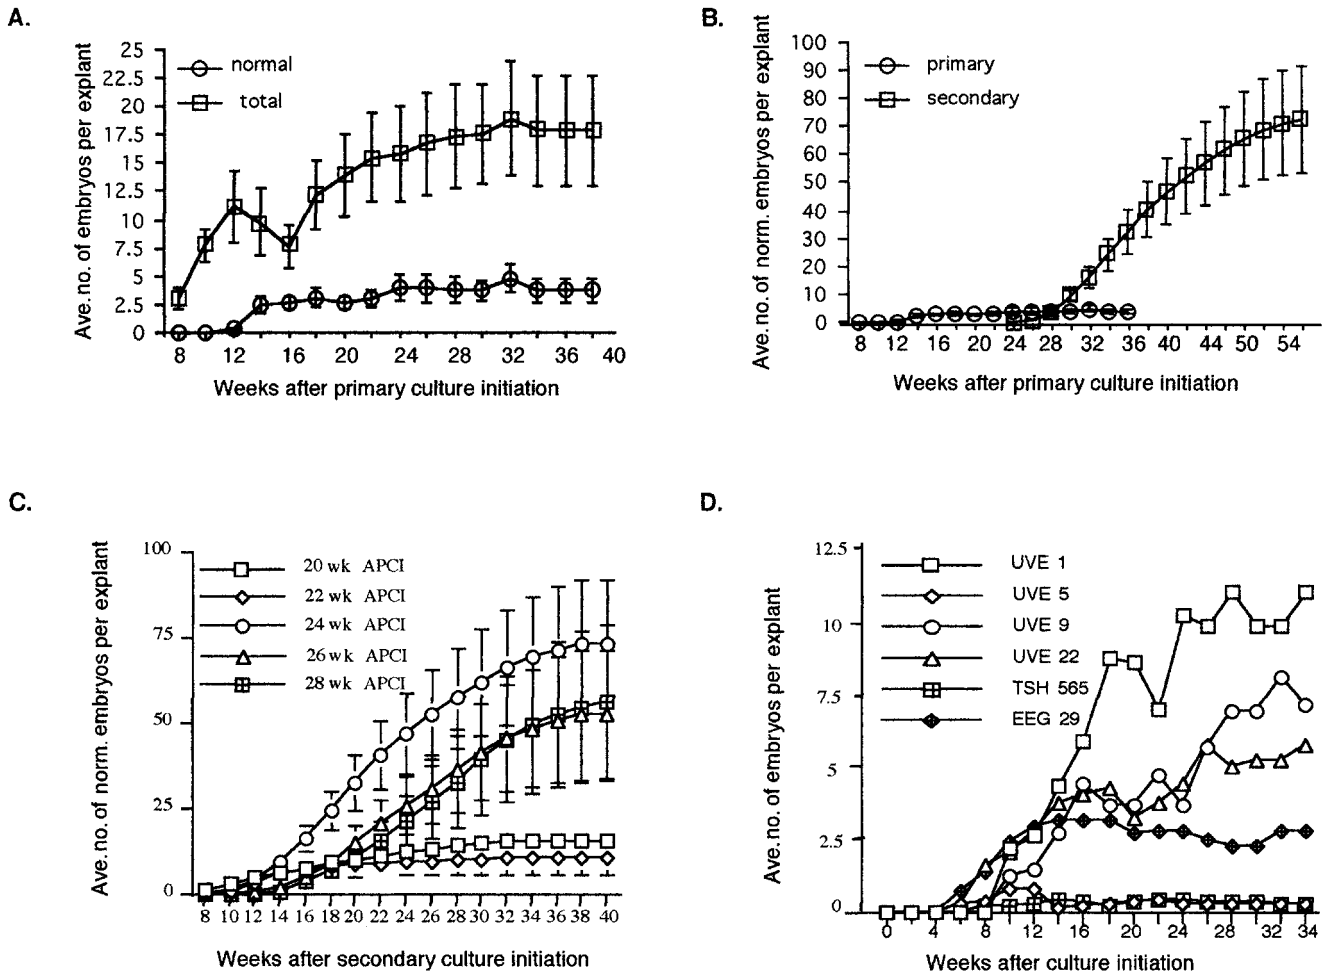 A.
Ave. no. of embryos per explant
25
22.5
20
17.5
15
12.5
10
7.5
5
2.5
0
normal
total
8 12 16 20 24 28 32 36 40
Weeks after primary culture initiation
B.
Ave. no. of norm. embryos per explant
100
90
80
70
60
50
40
30
20
10
0
primary
secondary
8 12 16 20 24 28 32 36 44 50 54
Weeks after primary culture initiation
C.
Ave. no. of norm. embryos per explant
100
75
50
25
0
20 wk APCI
22 wk APCI
24 wk APCI
26 wk APCI
28 wk APCI
8 10 12 14 16 18 20 22 24 26 28 30 32 34 36 38 40
Weeks after secondary culture initiation
D.
Ave. no. of embryos per explant
12.5
10
7.5
5
2.5
0
UVE 1
UVE 5
UVE 9
UVE 22
TSH 565
EEG 29
0 4 8 12 16 20 24 28 32 34
Weeks after culture initiation